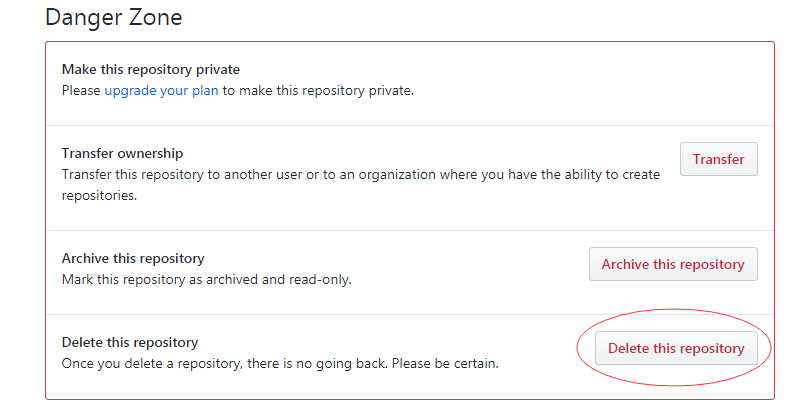 Danger Zone
Make this repository private
Please upgrade your plan to make this repository private.
Transfer ownership
Transfer this repository to another user or to an organization where you have the ability to create
repositories.
Transfer
Archive this repository
Mark this repository as archived and read-only.
Archive this repository
Delete this repository
Once you delete a repository, there is no going back. Please be certain.
Delete this repository